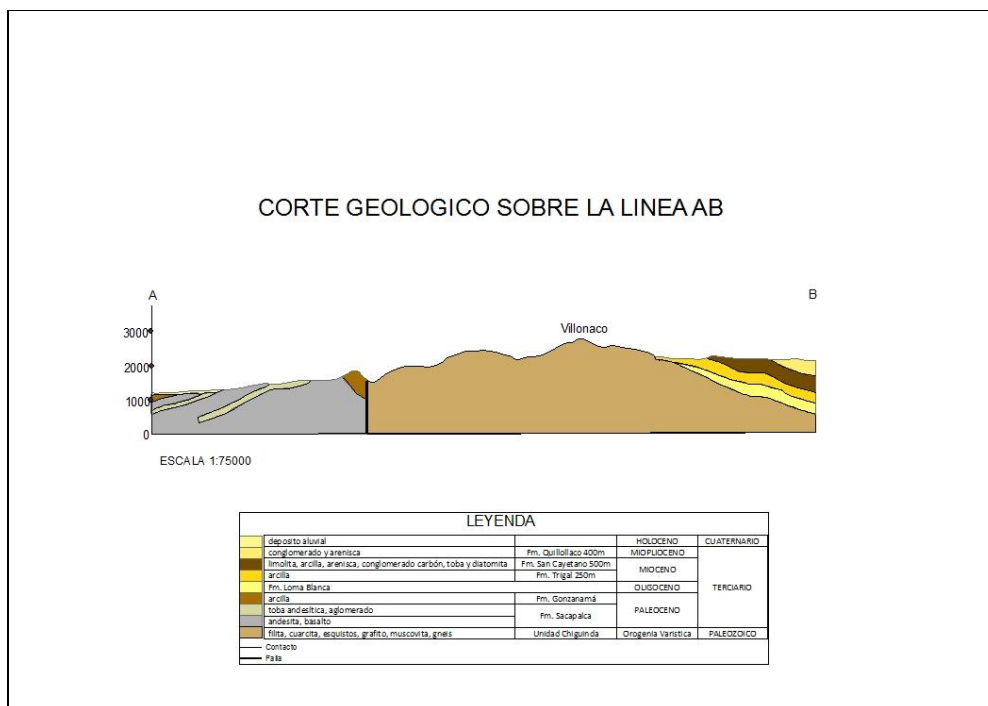 CORTE GEOLOGICO SOBRE LA LINEA AB
A B
3000
Villonaco
2000
1000
0
ESCALA 1:75000
LEYENDA
deposito aluvial HOLOCENO CUATERNARIO
conglomerado y arenisca Fm. Quillollaco 400m MIOPLIOCENO
limolita, arcilla, arenisca, conglomerado carbón, toba y diatomita Fm. San Cayetano 500m MIOCENO
arcilla Fm. Trigal 250m
Fm. Loma Blanca OLIGOCENO TERCIARIO
arcilla Fm. Gonzanamá PALEOCENO
toba andesítica, aglomerado Fm. Sacapalca
andesita, basalto
filita, cuarcita, esquistos, grafito, muscovita, gneis Unidad Chiguinda Orogenia Varistica PALEOZOICO
Contacto
Falla